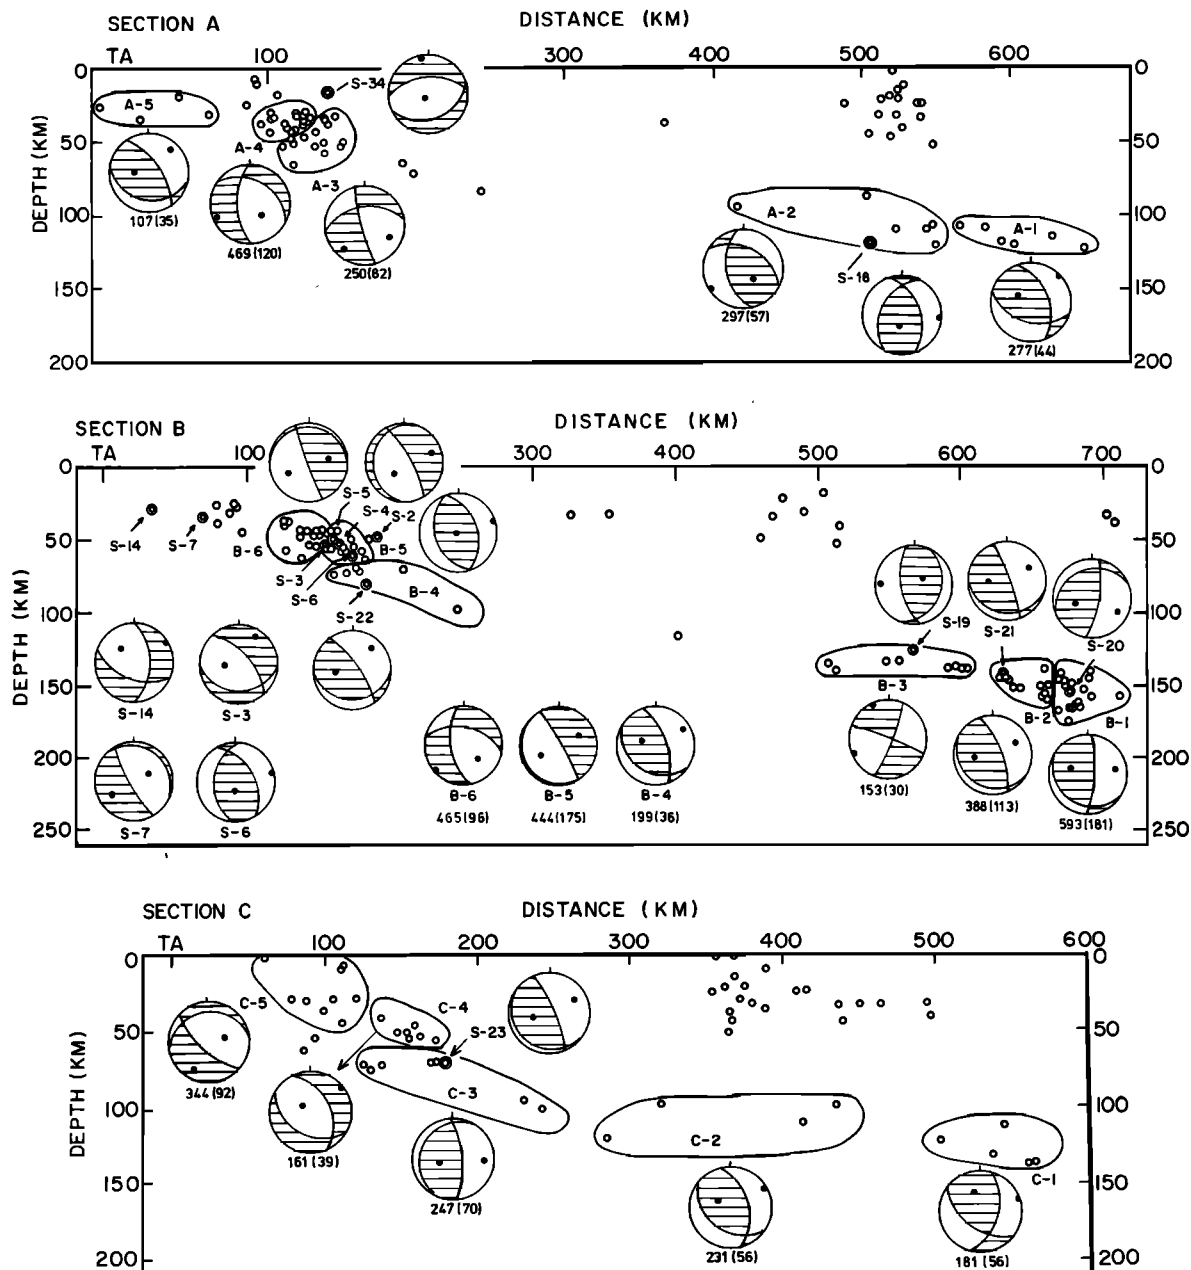 SECTION A
DISTANCE (KM)
TA 100 300 400 500 600
DEPTH (KM)
0 0
50 50
100 100
150 150
200 200
S-34
A-5
A-4
A-3
A-2
A-1
S-18
107(35)
469(120)
250(82)
297(57)
277(44)
SECTION B
DISTANCE (KM)
TA 100 300 400 500 600 700
DEPTH (KM)
0 0
50 50
100 100
150 150
200 200
250 250
S-14
S-7
B-6
S-5
S-4
S-2
B-5
S-3
S-6
B-4
S-22
S-19
S-21
S-20
B-3
B-2
B-1
S-14 S-3
S-7 S-6
B-6 B-5 B-4
465(96) 444(175) 199(36)
153(30)
388(113)
593(181)
SECTION C
DISTANCE (KM)
TA 100 200 300 400 500 600
DEPTH (KM)
0 0
50 50
100 100
150 150
200 200
C-5
C-4
S-23
C-3
C-2
C-1
344(92)
161(39)
247(70)
231(56)
181(56)